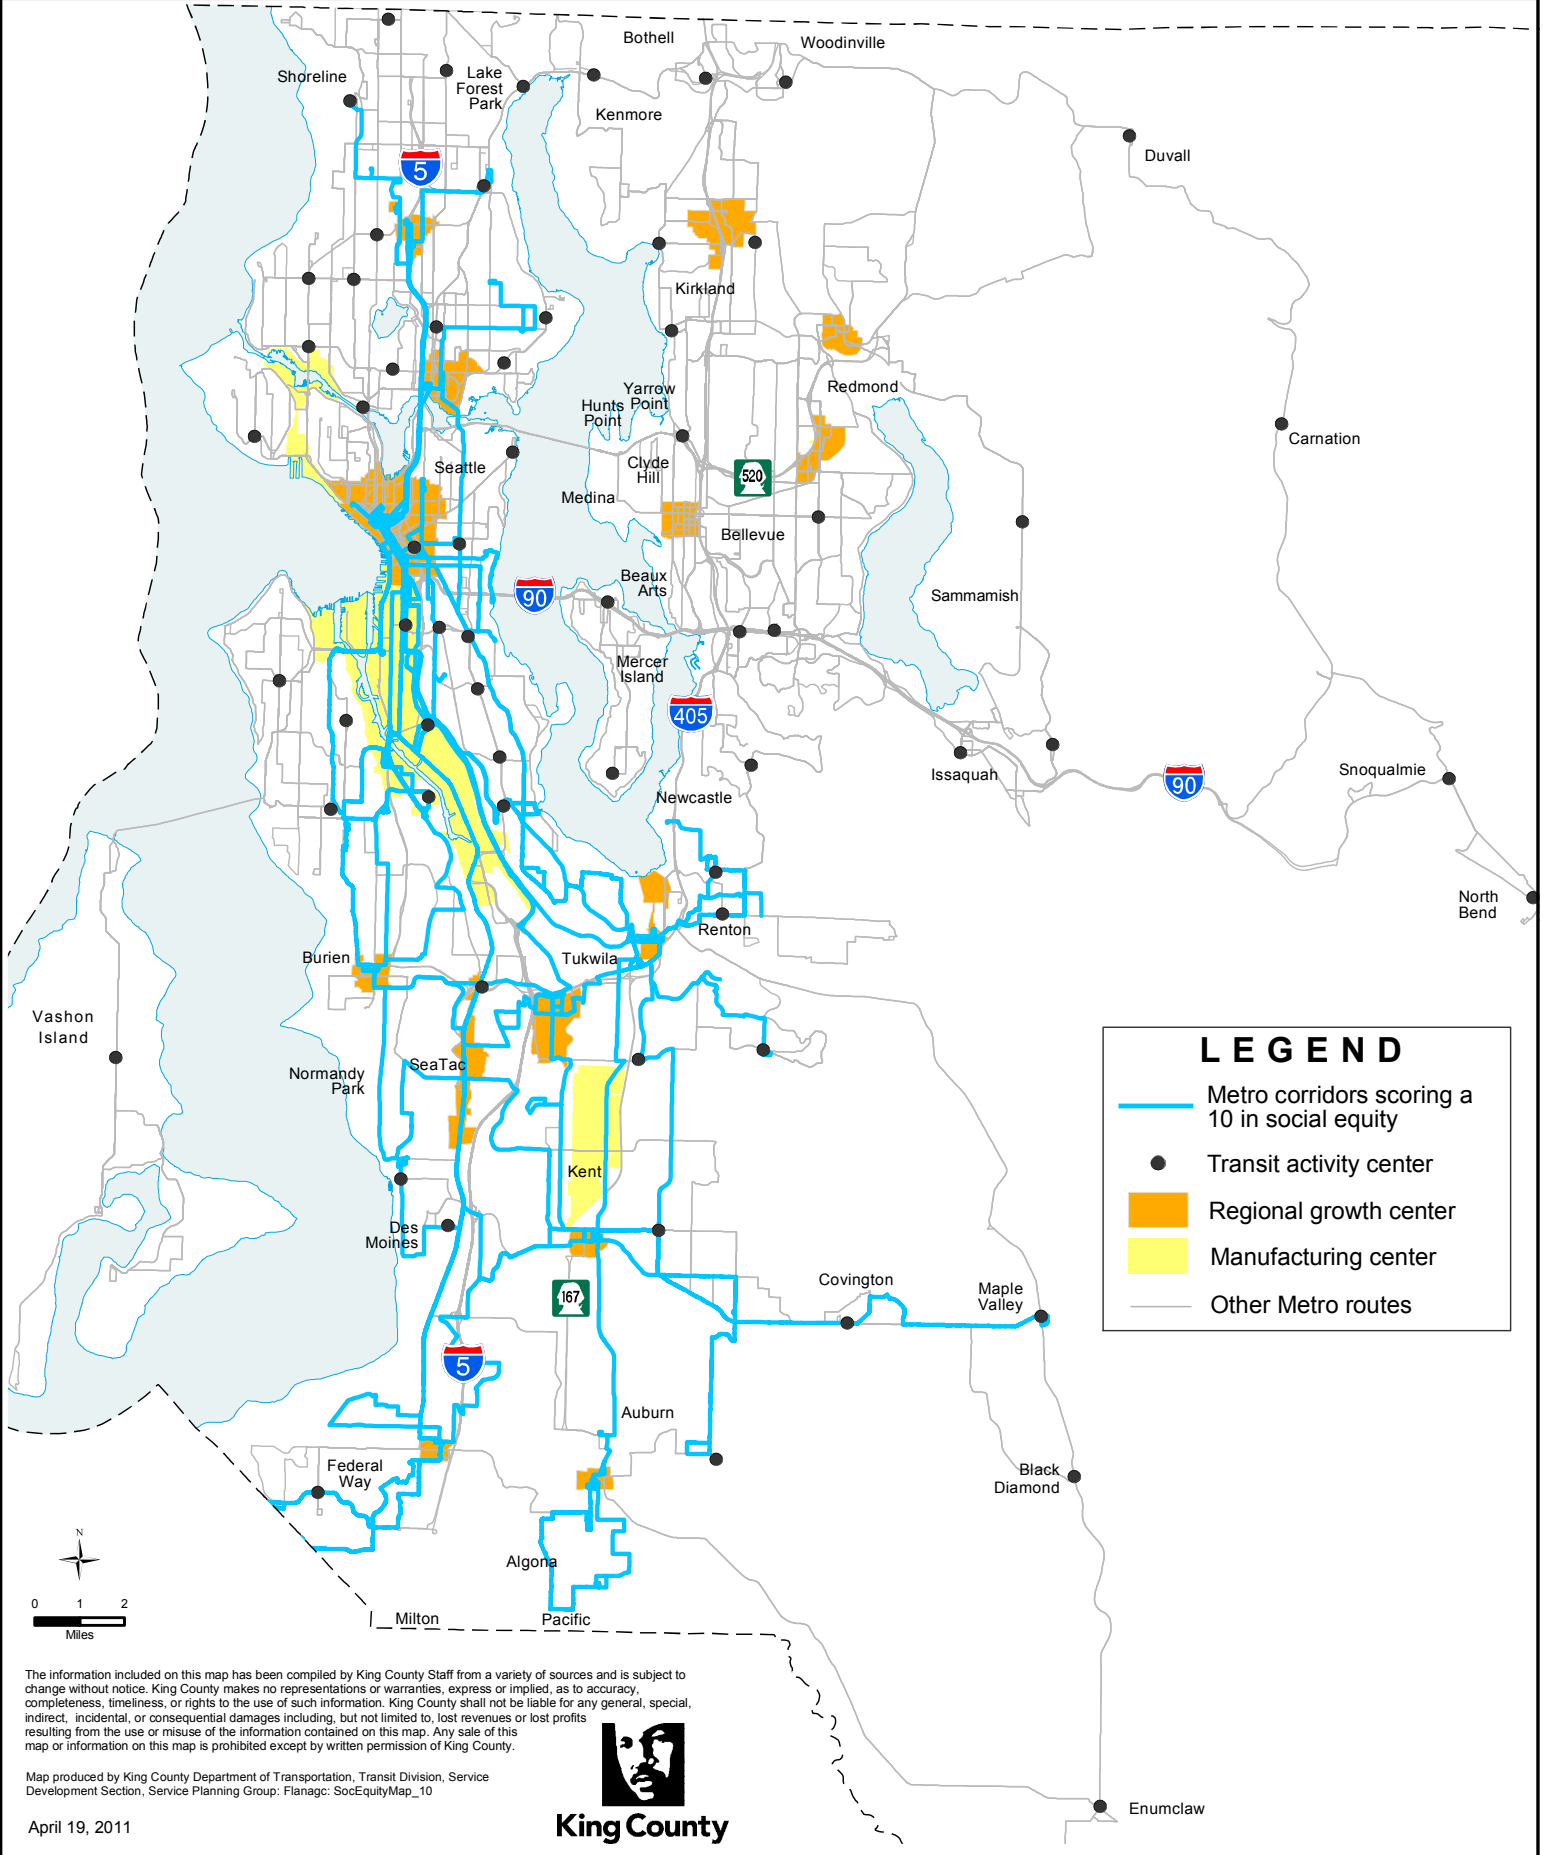 Bothell
Woodinville
Shoreline
Lake
Forest
Park
Kenmore
5
Duvall
Kirkland
Redmond
Yarrow
Point
Hunts
Point
Carnation
Seattle
Clyde
Hill
520
Medina
Bellevue
Beaux
Arts
90
Sammamish
Mercer
Island
405
Issaquah
90
Snoqualmie
Newcastle
North
Bend
Renton
Burien
Tukwila
Vashon
Island
SeaTac
Normandy
Park
Kent
Des
Moines
167
Covington
Maple
Valley
5
Auburn
Federal
Way
Black
Diamond
Algona
Milton
Pacific
Enumclaw
LEGEND
Metro corridors scoring a
10 in social equity
Transit activity center
Regional growth center
Manufacturing center
Other Metro routes
N
0 1 2
Miles
The information included on this map has been compiled by King County Staff from a variety of sources and is subject to
change without notice. King County makes no representations or warranties, express or implied, as to accuracy,
completeness, timeliness, or rights to the use of such information. King County shall not be liable for any general, special,
indirect, incidental, or consequential damages including, but not limited to, lost revenues or lost profits
resulting from the use or misuse of the information contained on this map. Any sale of this
map or information on this map is prohibited except by written permission of King County.
Map produced by King County Department of Transportation, Transit Division, Service
Development Section, Service Planning Group: Flanagc: SocEquityMap_10
April 19, 2011
King County